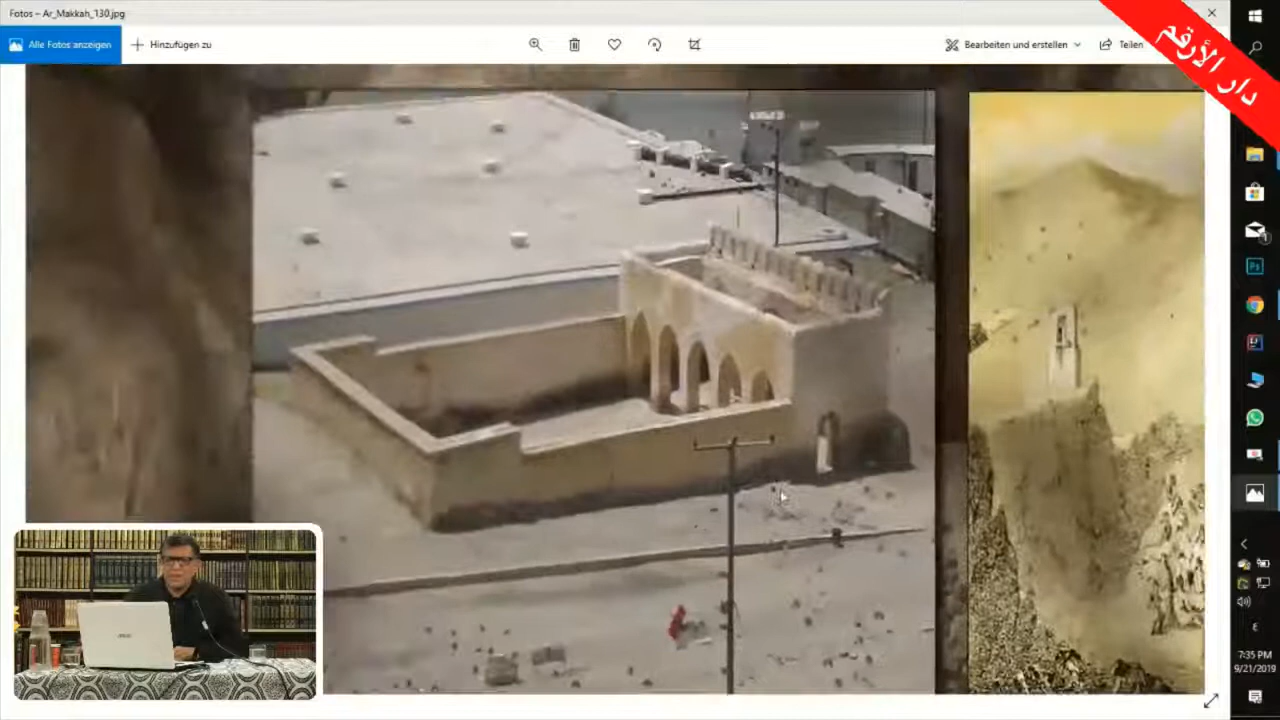 Fotos – Ar_Makkah_130.jpg
Alle Fotos anzeigen
Hinzufügen zu
Bearbeiten und erstellen
Teilen
دار الأرقم
Ps
ع
7:35 PM
9/21/2019